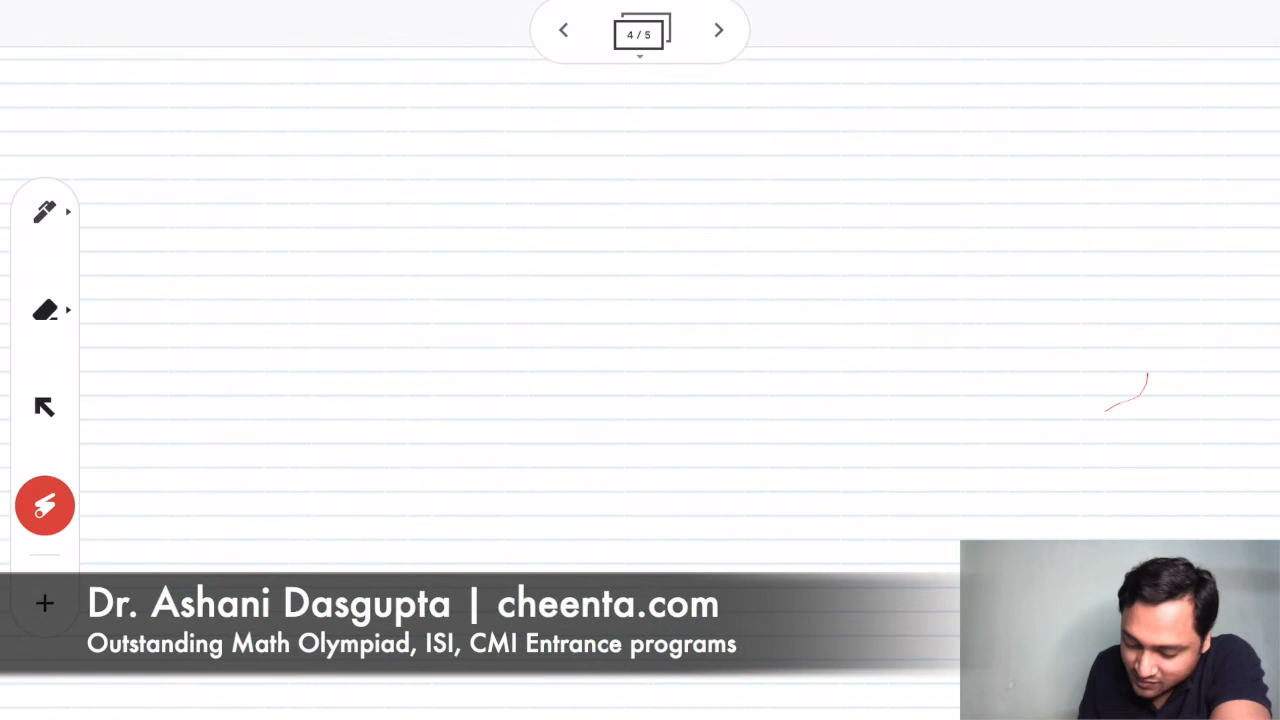 4 / 5
Dr. Ashani Dasgupta | cheenta.com
Outstanding Math Olympiad, ISI, CMI Entrance programs